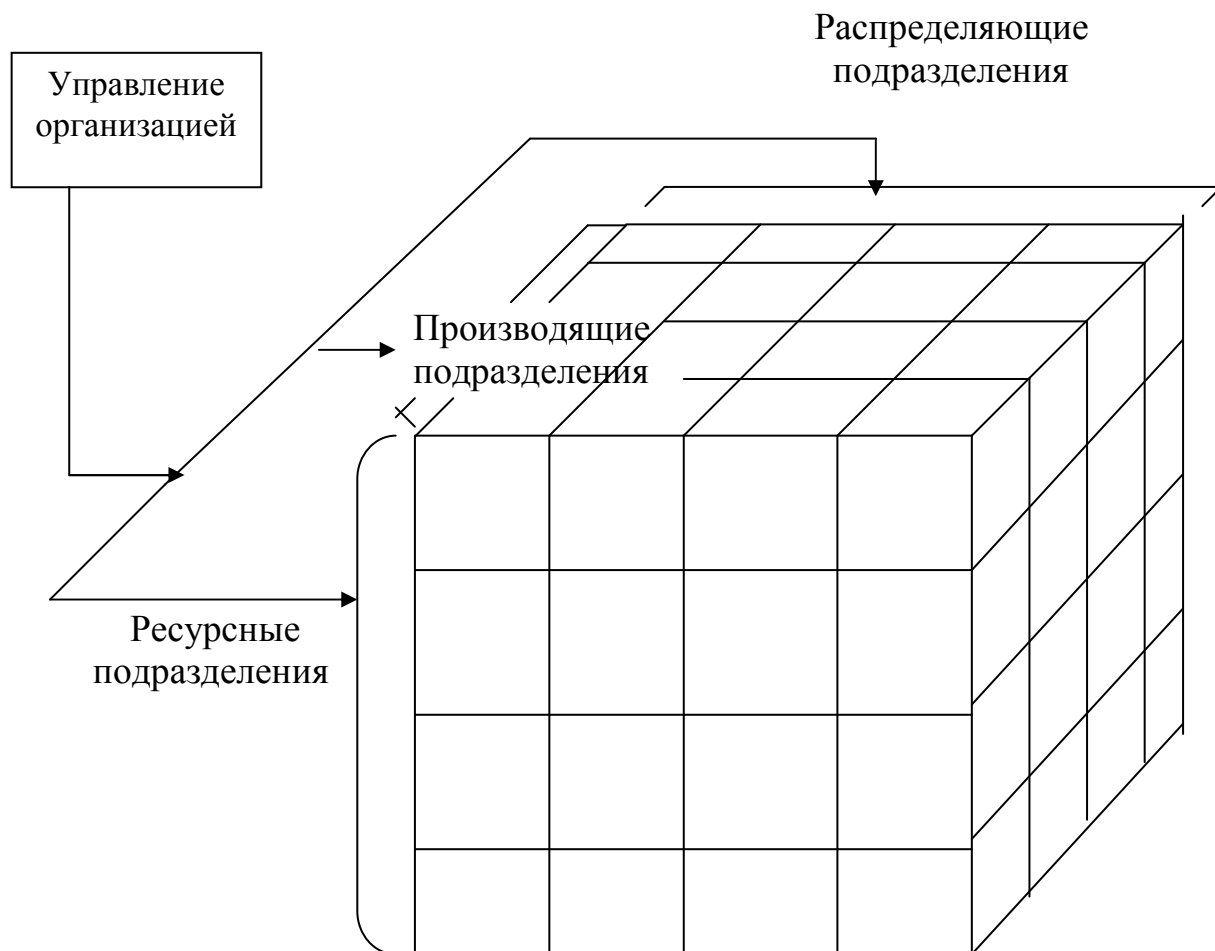 Распределяющие
подразделения
Управление
организацией
Производящие
подразделения
Ресурсные
подразделения